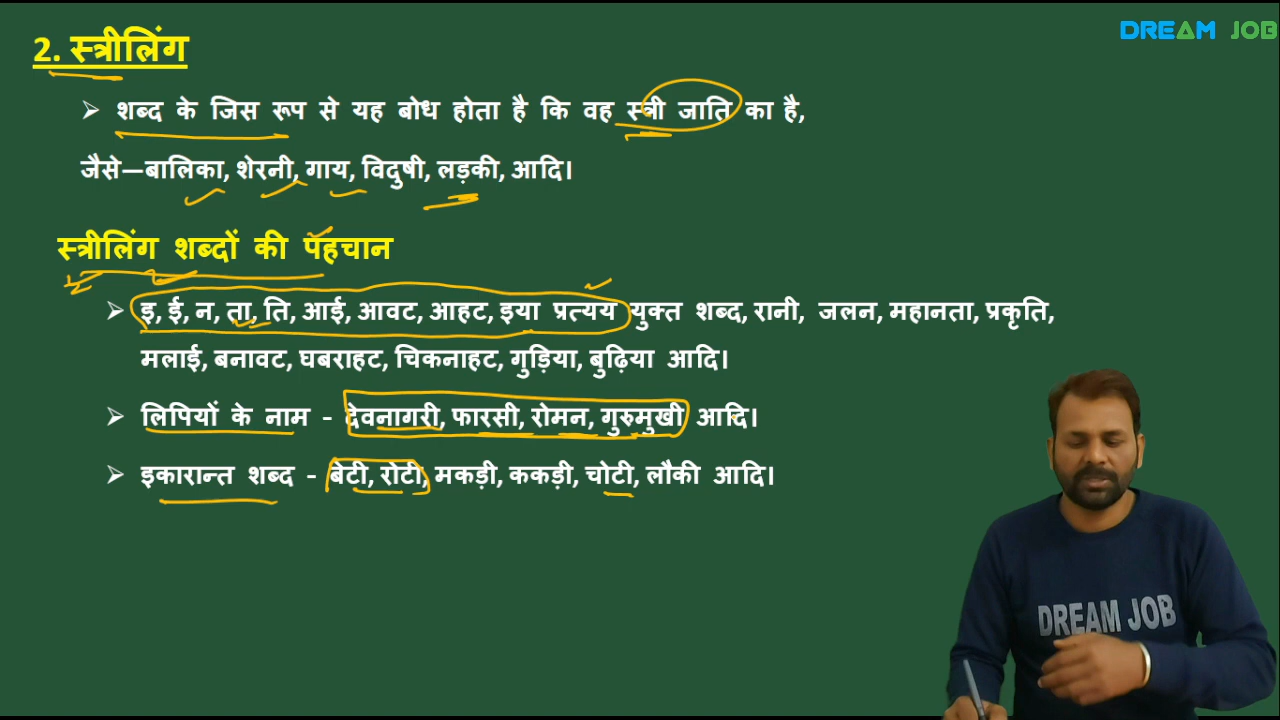 DREAM JOB
2. स्त्रीलिंग
➢ शब्द के जिस रूप से यह बोध होता है कि वह स्त्री जाति का है,
जैसे—बालिका, शेरनी, गाय, विदुषी, लड़की, आदि।
स्त्रीलिंग शब्दों की पहचान
➢ इ, ई, न, ता, ति, आई, आवट, आहट, इया प्रत्यय युक्त शब्द, रानी, जलन, महानता, प्रकृति,
मलाई, बनावट, घबराहट, चिकनाहट, गुड़िया, बुढ़िया आदि।
➢ लिपियों के नाम - देवनागरी, फारसी, रोमन, गुरुमुखी आदि।
➢ इकारान्त शब्द - बेटी, रोटी, मकड़ी, ककड़ी, चोटी, लौकी आदि।
DREAM JOB